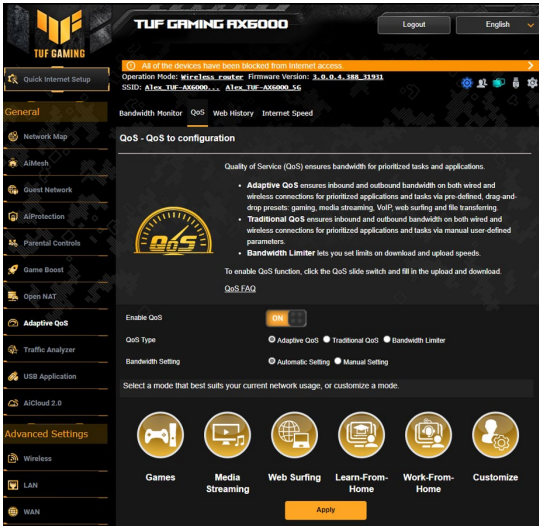 TUF GAMING
TUF GAMING AX6000
Logout
English
All of the devices have been blocked from Internet access.
Quick Internet Setup
Operation Mode: Wireless router Firmware Version: 3.0.0.4.388_31931
SSID: Alex_TUF-AX6000... Alex_TUF-AX6000_5G
General
Network Map
AiMesh
Guest Network
AiProtection
Parental Controls
Game Boost
Open NAT
Adaptive QoS
Traffic Analyzer
USB Application
AiCloud 2.0
Advanced Settings
Wireless
LAN
WAN
Bandwidth Monitor QoS Web History Internet Speed
QoS - QoS to configuration
QoS
Quality of Service (QoS) ensures bandwidth for prioritized tasks and applications.
• Adaptive QoS ensures inbound and outbound bandwidth on both wired and
wireless connections for prioritized applications and tasks via pre-defined, drag-and-
drop presets: gaming, media streaming, VoIP, web surfing and file transferring.
• Traditional QoS ensures inbound and outbound bandwidth on both wired and
wireless connections for prioritized applications and tasks via manual user-defined
parameters.
• Bandwidth Limiter lets you set limits on download and upload speeds.
To enable QoS function, click the QoS slide switch and fill in the upload and download.
QoS FAQ
Enable QoS
ON
QoS Type
Adaptive QoS Traditional QoS Bandwidth Limiter
Bandwidth Setting
Automatic Setting Manual Setting
Select a mode that best suits your current network usage, or customize a mode.
Games
Media
Streaming
Web Surfing
Learn-From-
Home
Work-From-
Home
Customize
Apply